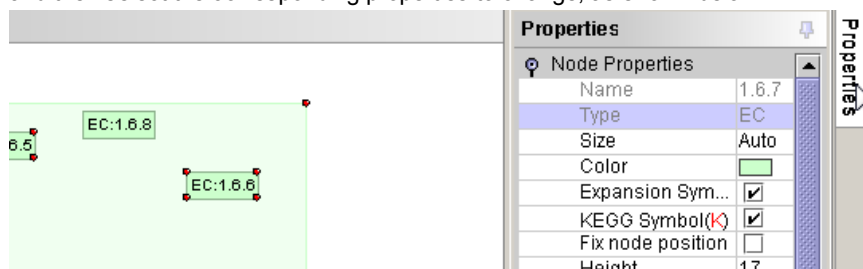 Properties
Properties
Node Properties
Name 1.6.7
Type EC
Size Auto
Color
Expansion Sym...
KEGG Symbol(K)
Fix node position
Height 17
EC:1.6.8
6.5
EC:1.6.6